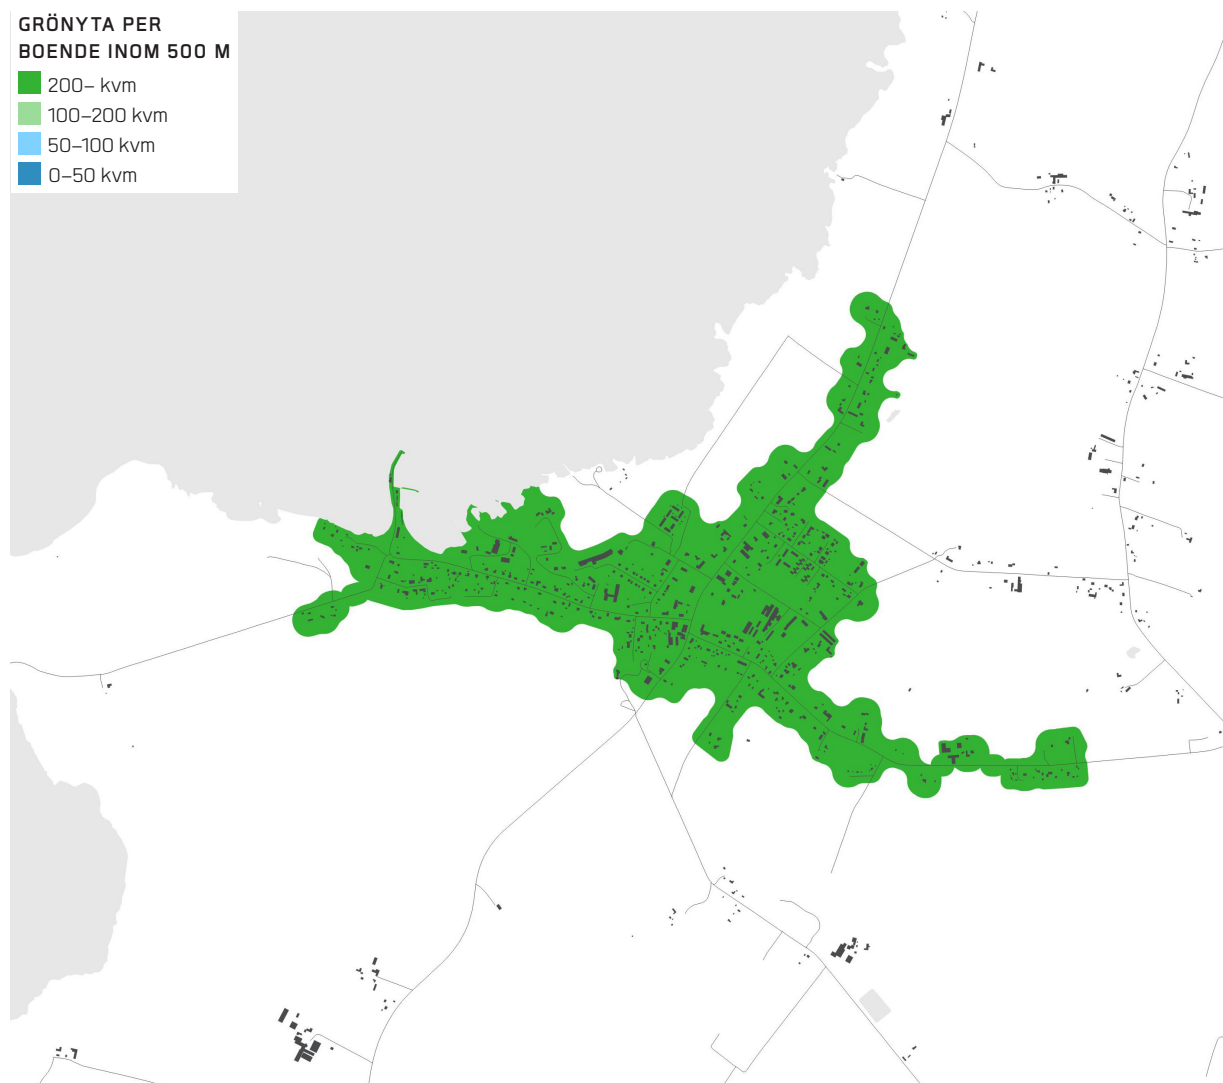 GRÖNYTA PER
BOENDE INOM 500 M
200– kvm
100–200 kvm
50–100 kvm
0–50 kvm